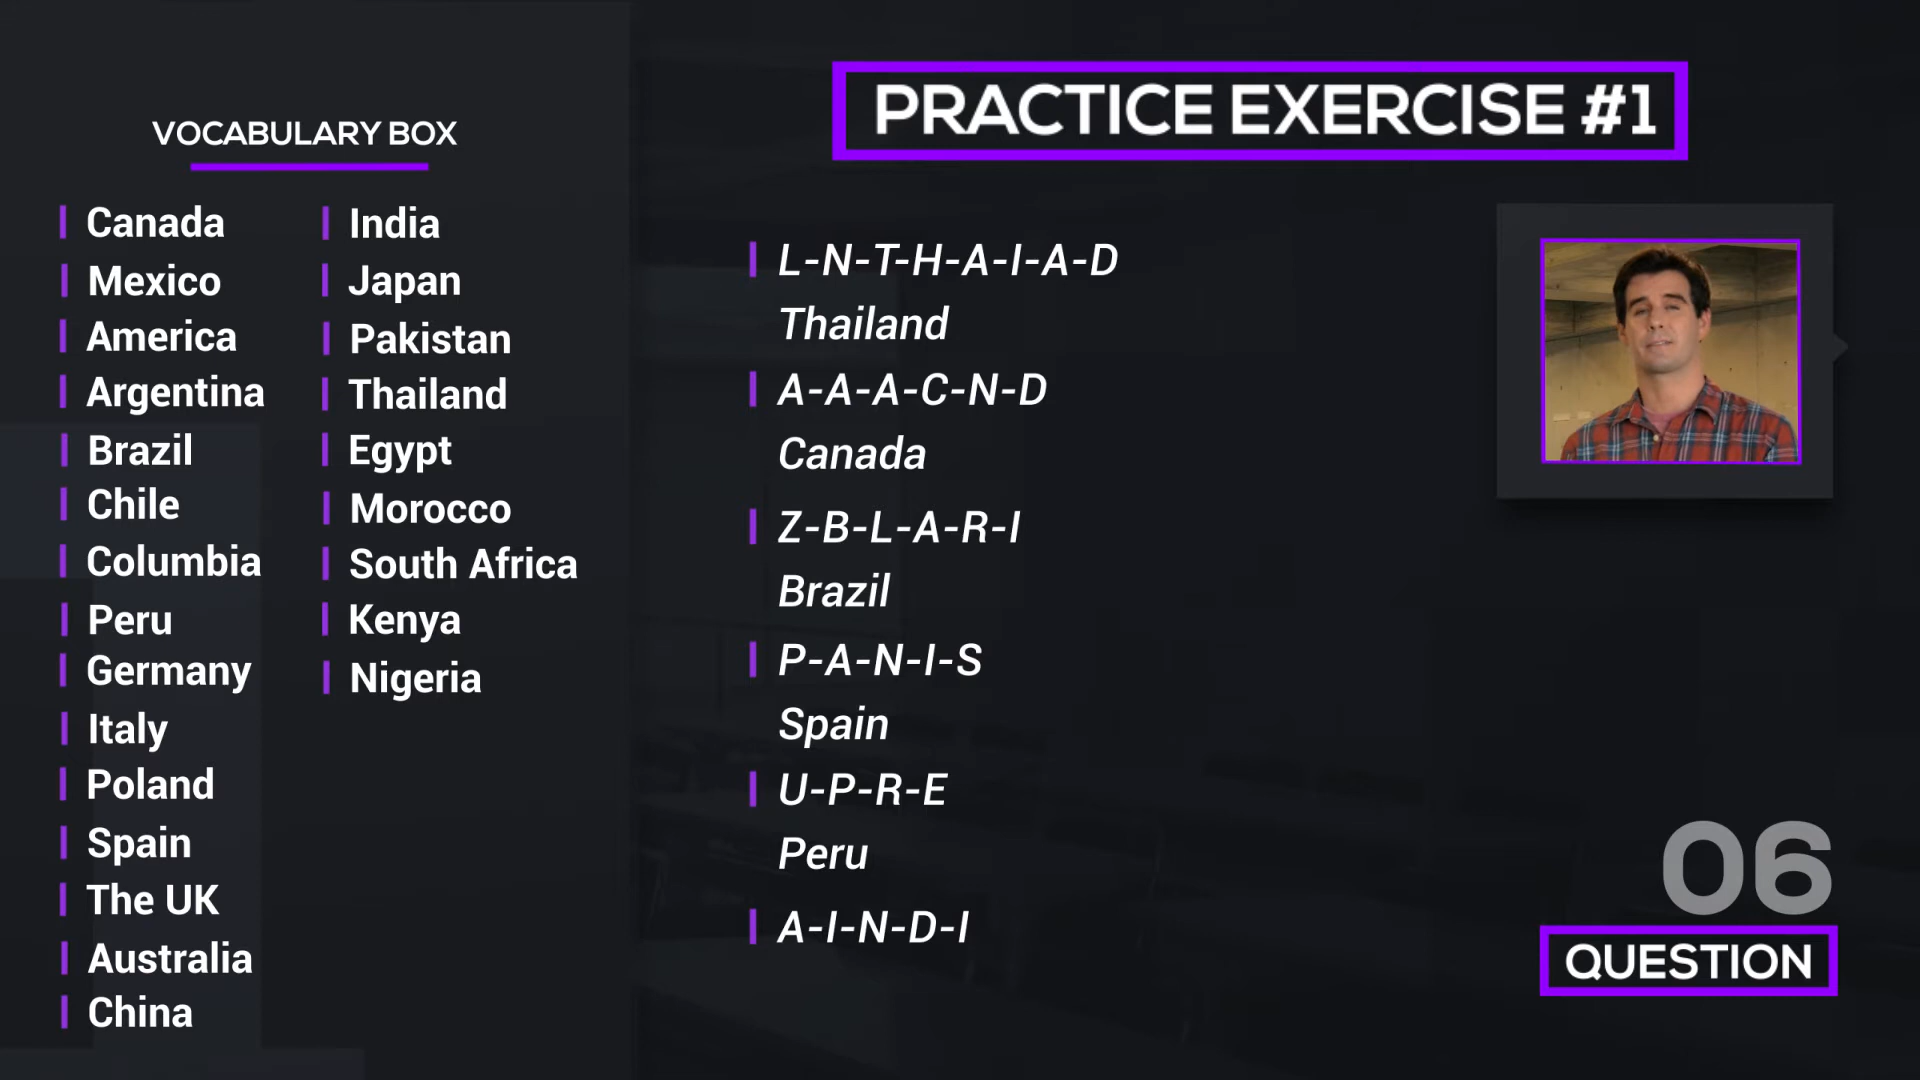 VOCABULARY BOX
Canada
Mexico
America
Argentina
Brazil
Chile
Columbia
Peru
Germany
Italy
Poland
Spain
The UK
Australia
China
India
Japan
Pakistan
Thailand
Egypt
Morocco
South Africa
Kenya
Nigeria
PRACTICE EXERCISE #1
L-N-T-H-A-I-A-D
Thailand
A-A-A-C-N-D
Canada
Z-B-L-A-R-I
Brazil
P-A-N-I-S
Spain
U-P-R-E
Peru
A-I-N-D-I
06
QUESTION